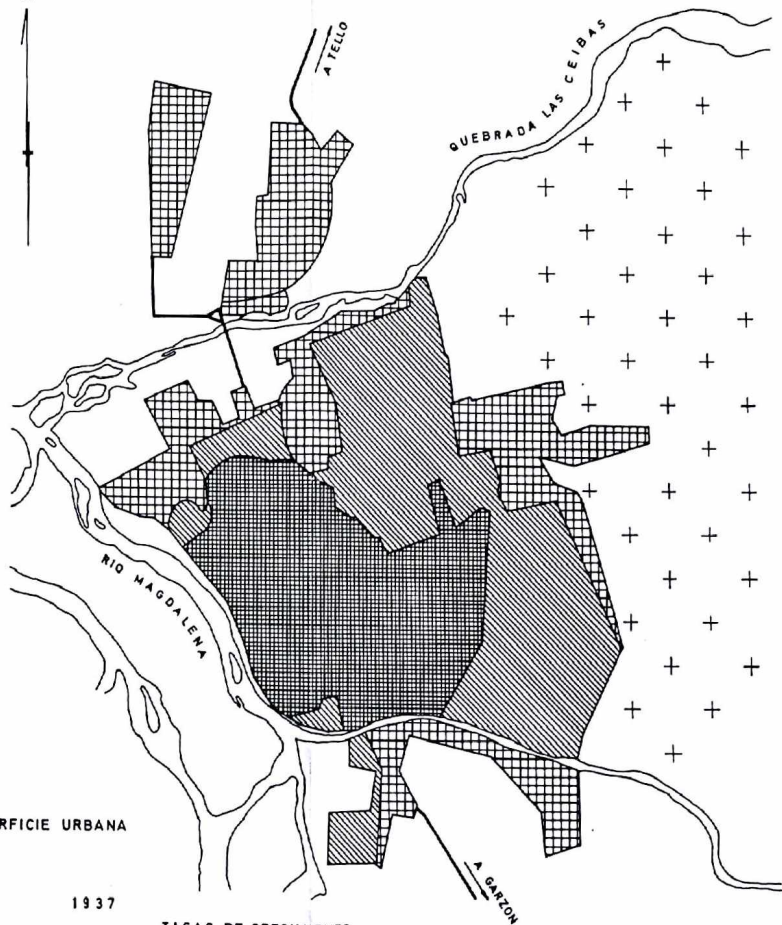 A TELLO
QUEBRADA LAS CEIBAS
RIO MAGDALENA
RFICIE URBANA
1937
A GARZON